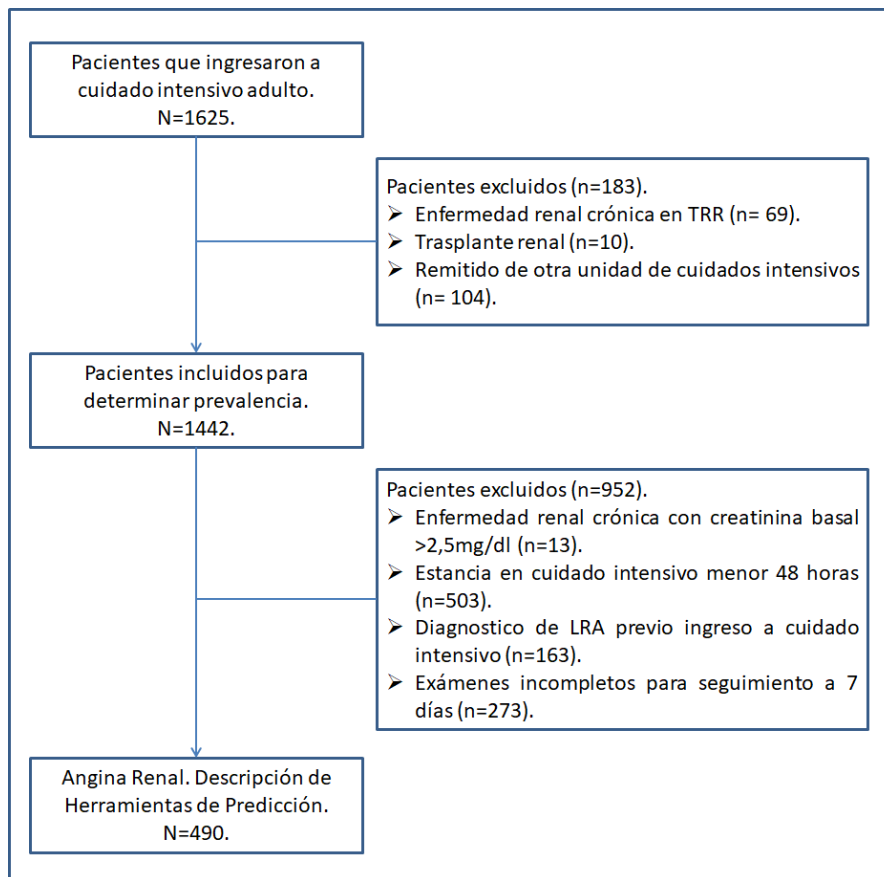 Pacientes que ingresaron a
cuidado intensivo adulto.
N=1625.
Pacientes excluidos (n=183).
➤ Enfermedad renal crónica en TRR (n= 69).
➤ Trasplante renal (n=10).
➤ Remitido de otra unidad de cuidados intensivos
(n= 104).
Pacientes incluidos para
determinar prevalencia.
N=1442.
Pacientes excluidos (n=952).
➤ Enfermedad renal crónica con creatinina basal
>2,5mg/dl (n=13).
➤ Estancia en cuidado intensivo menor 48 horas
(n=503).
➤ Diagnostico de LRA previo ingreso a cuidado
intensivo (n=163).
➤ Exámenes incompletos para seguimiento a 7
días (n=273).
Angina Renal. Descripción de
Herramientas de Predicción.
N=490.